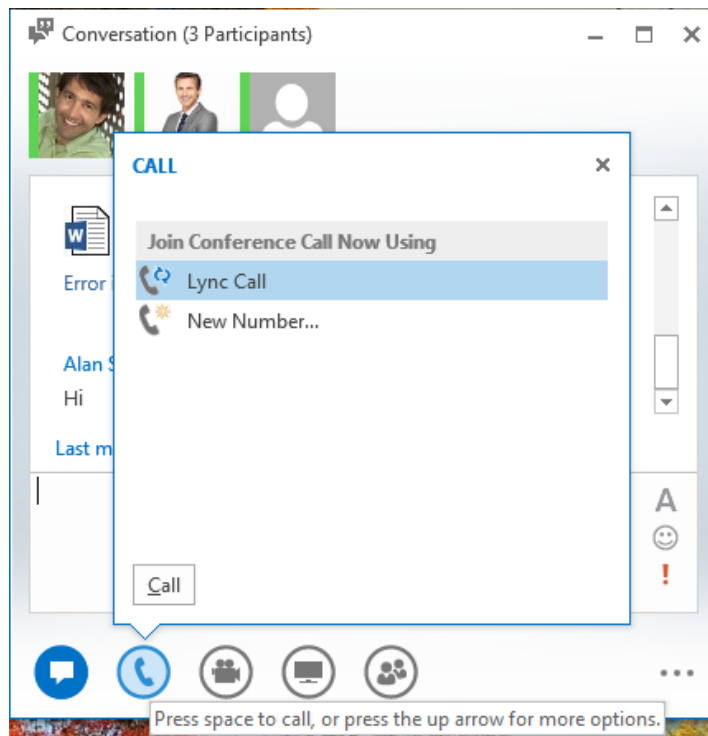 Conversation (3 Participants)
CALL
Join Conference Call Now Using
Lync Call
New Number...
Error
Alan S
Hi
Last m
Call
A
!
Press space to call, or press the up arrow for more options.